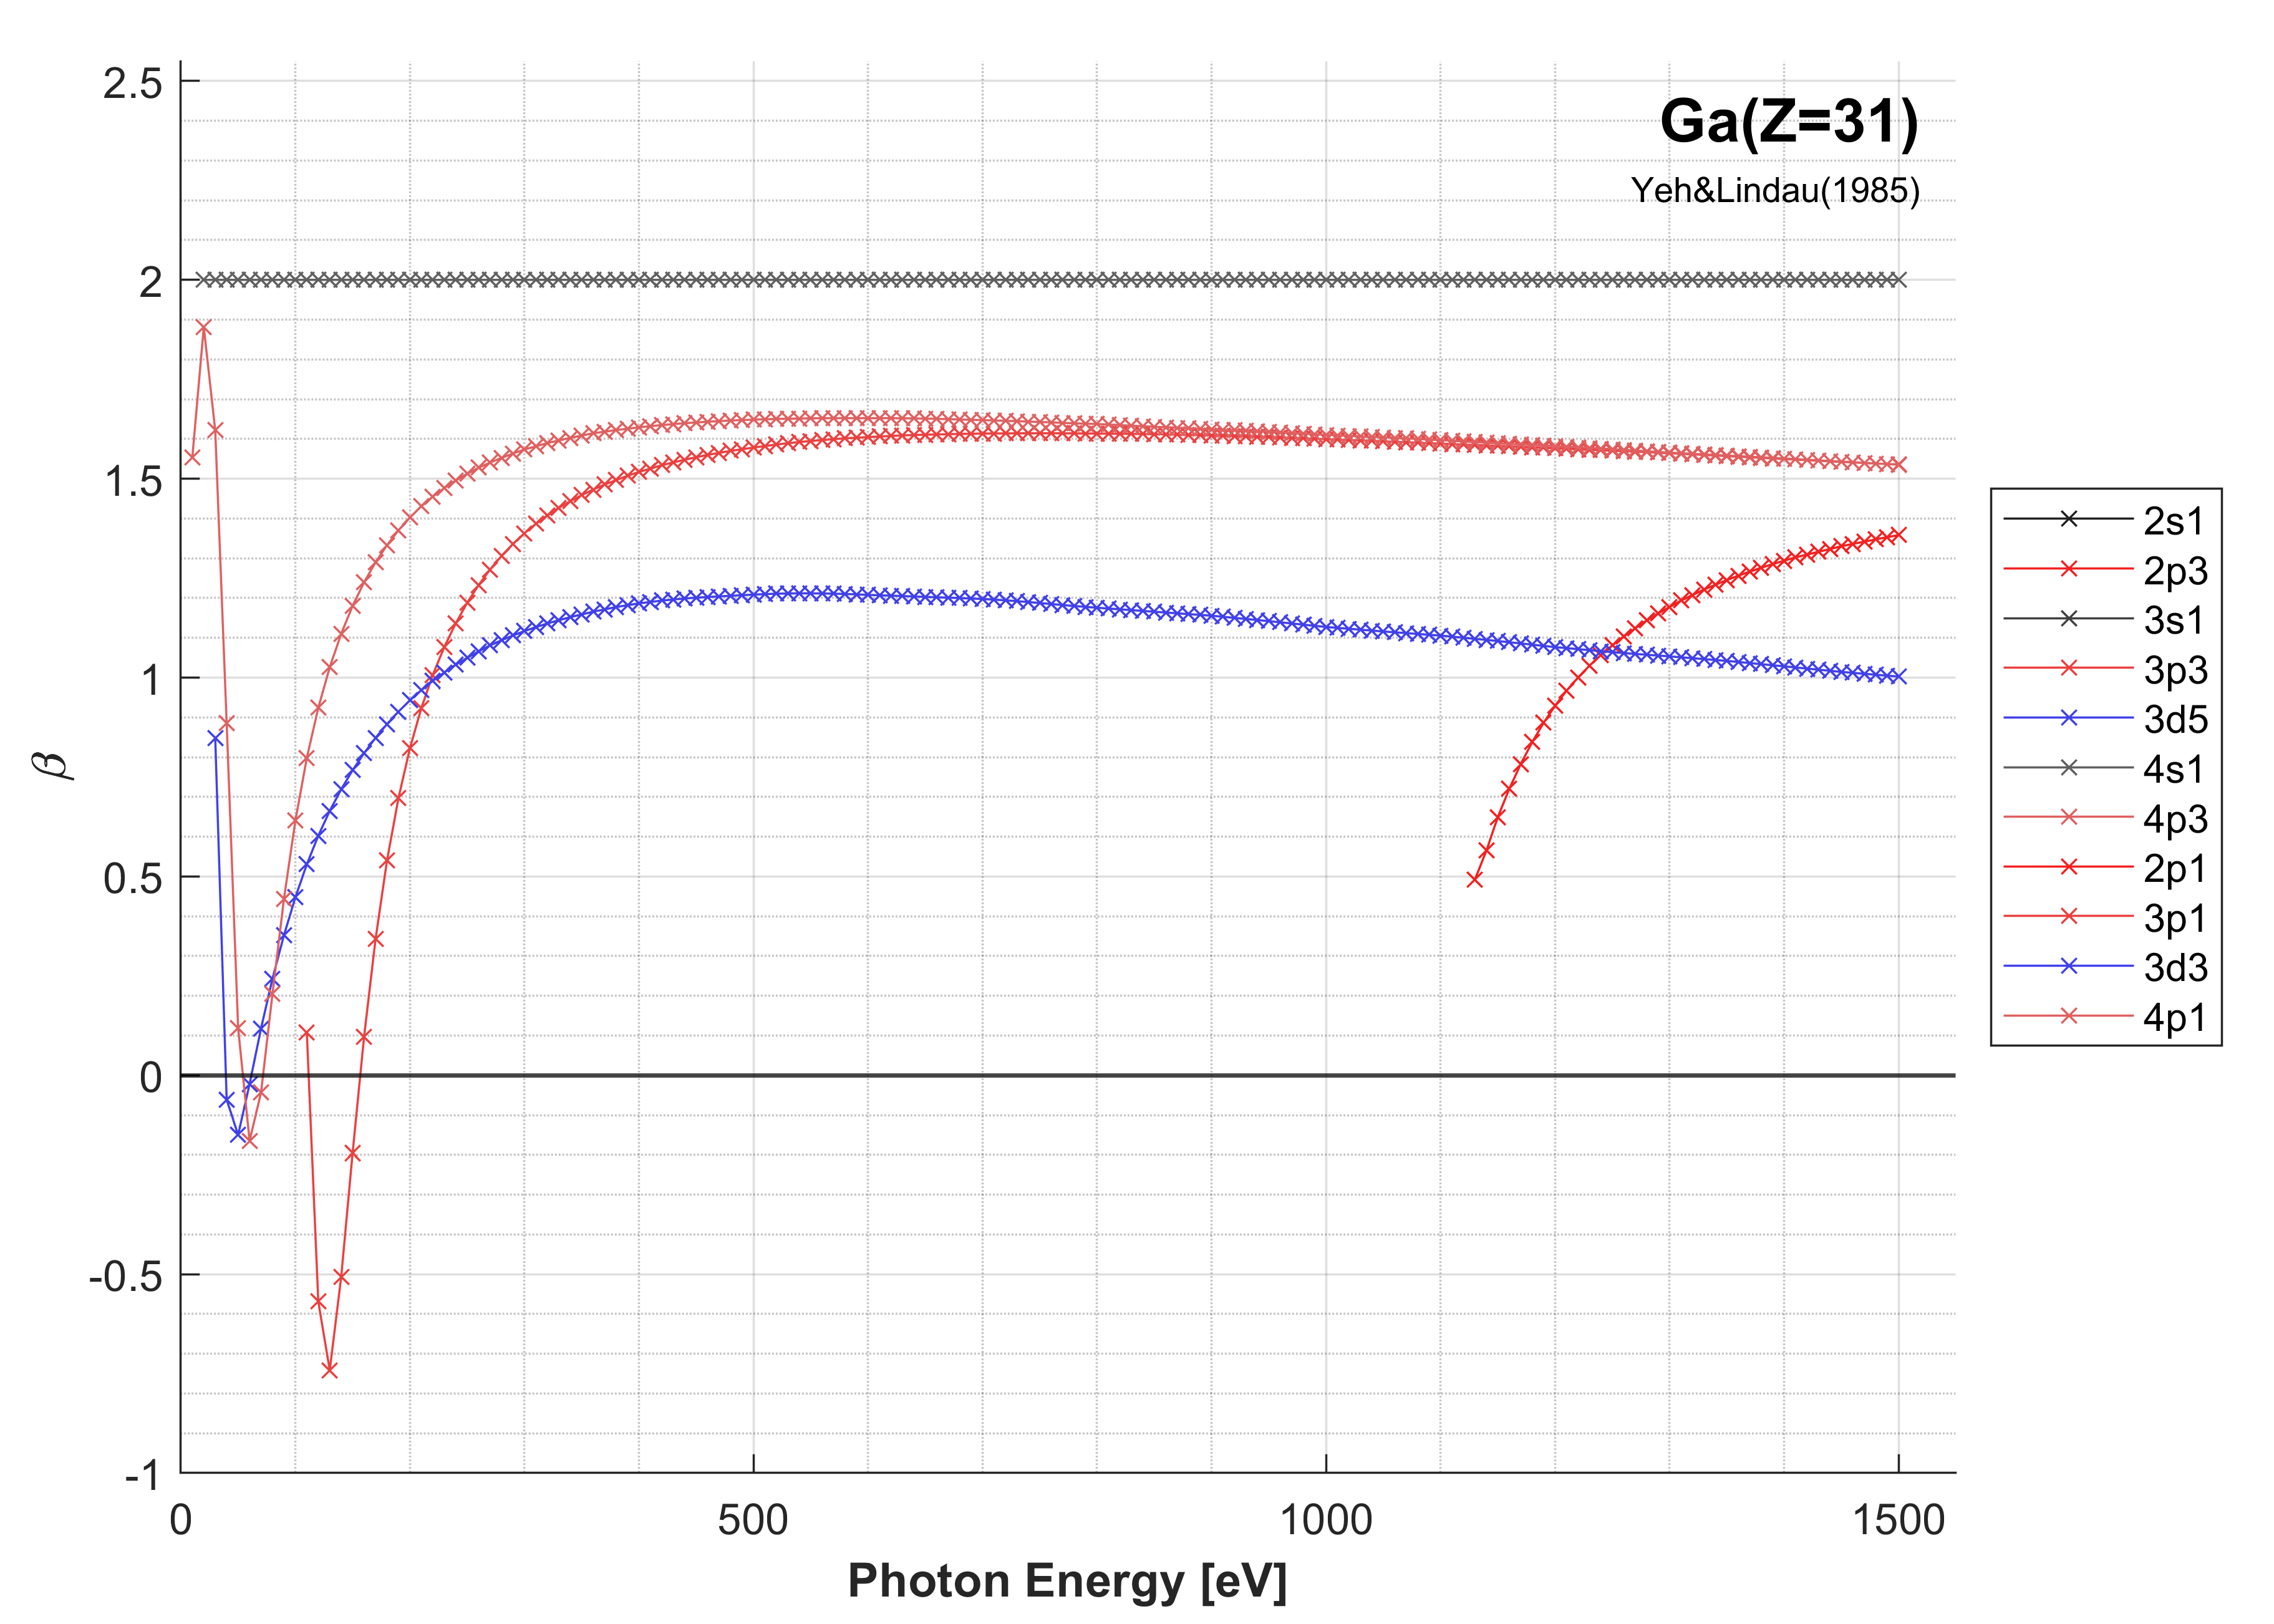 Ga(Z=31)
Yeh&Lindau(1985)
2.5
2
1.5
1
0.5
0
-0.5
-1
β
0 500 1000 1500
Photon Energy [eV]
2s1
2p3
3s1
3p3
3d5
4s1
4p3
2p1
3p1
3d3
4p1